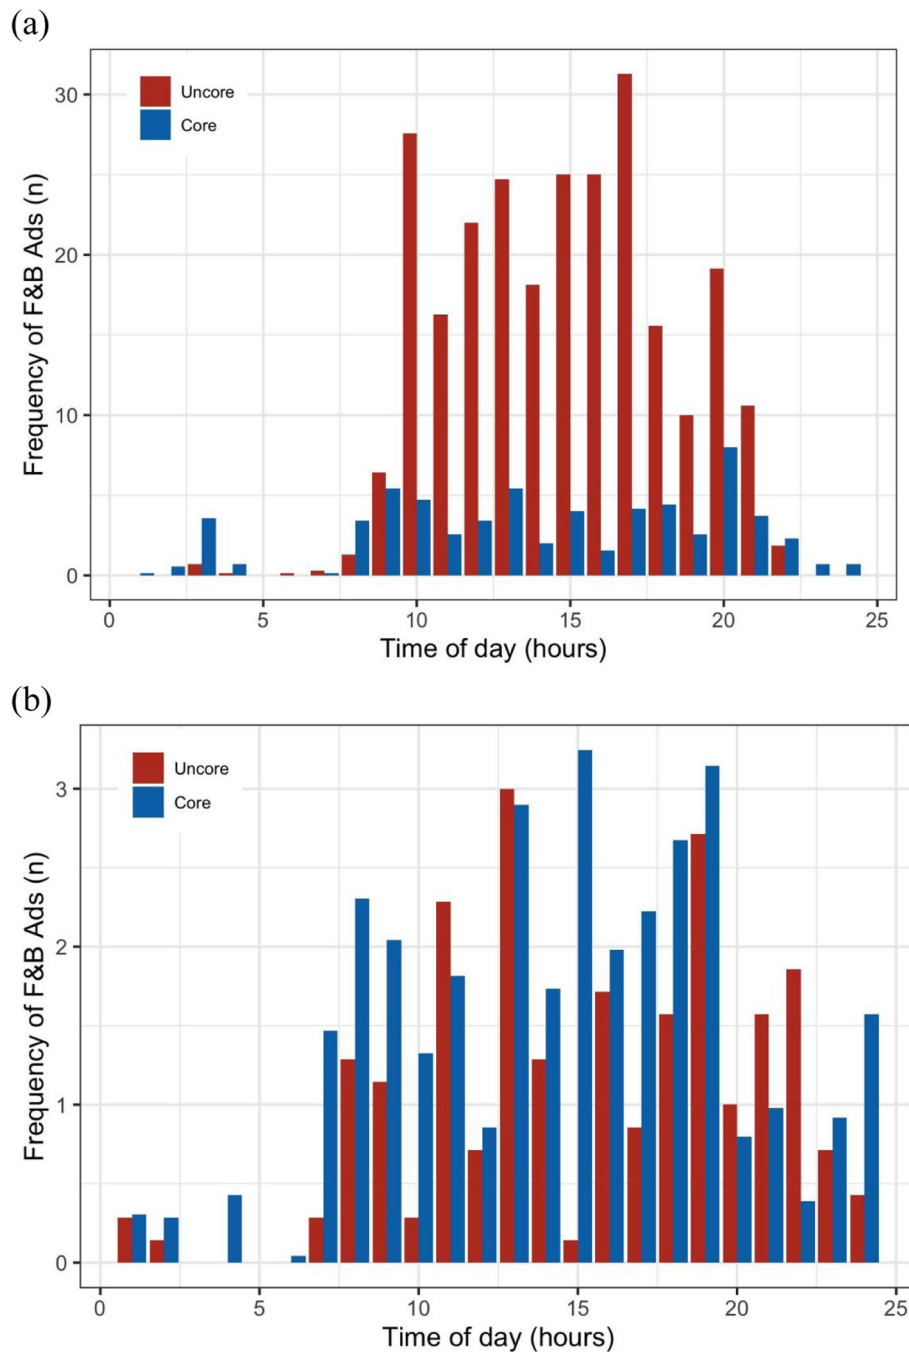 (a)
Uncore
Core
30
20
10
0
Frequency of F&B Ads (n)
0 5 10 15 20 25
Time of day (hours)
(b)
Uncore
Core
3
2
1
0
Frequency of F&B Ads (n)
0 5 10 15 20 25
Time of day (hours)